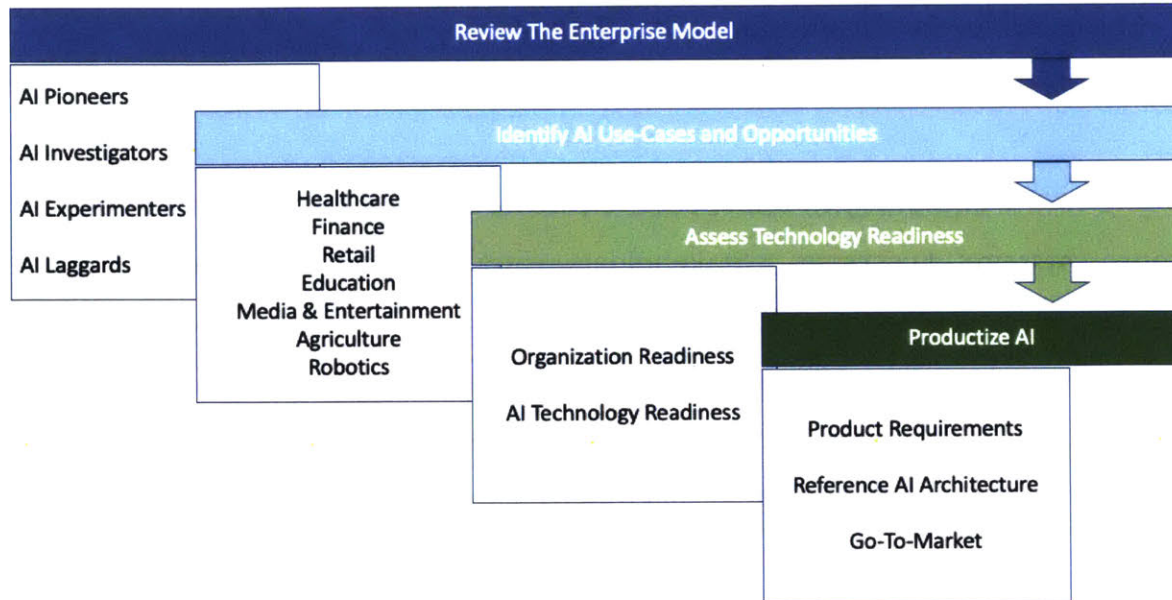 Review The Enterprise Model
AI Pioneers
AI Investigators
AI Experimenters
AI Laggards
Identify AI Use-Cases and Opportunities
Healthcare
Finance
Retail
Education
Media & Entertainment
Agriculture
Robotics
Assess Technology Readiness
Organization Readiness
AI Technology Readiness
Productize AI
Product Requirements
Reference AI Architecture
Go-To-Market